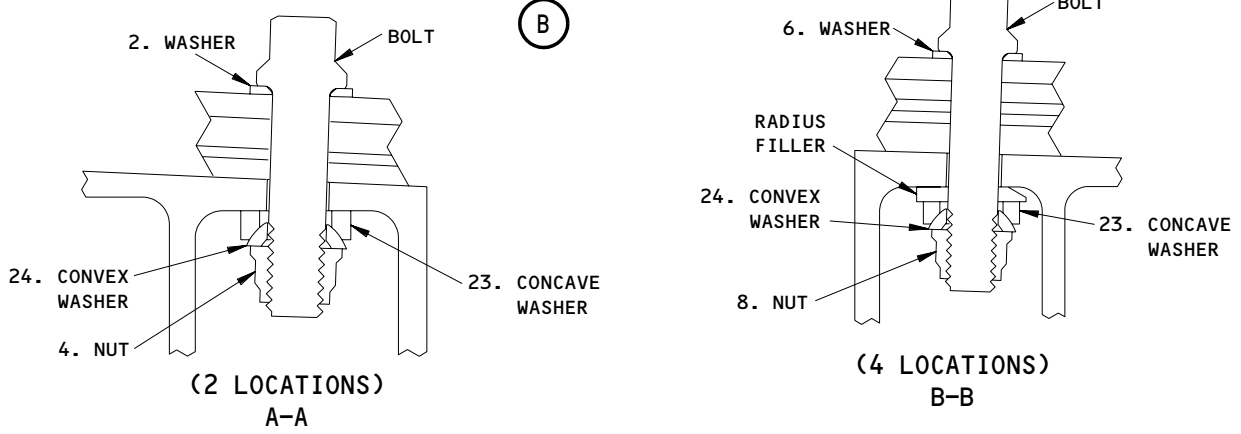 2. WASHER
BOLT
B
24. CONVEX
WASHER
23. CONCAVE
WASHER
4. NUT
(2 LOCATIONS)
A-A
BOLT
6. WASHER
RADIUS
FILLER
24. CONVEX
WASHER
23. CONCAVE
WASHER
8. NUT
(4 LOCATIONS)
B-B